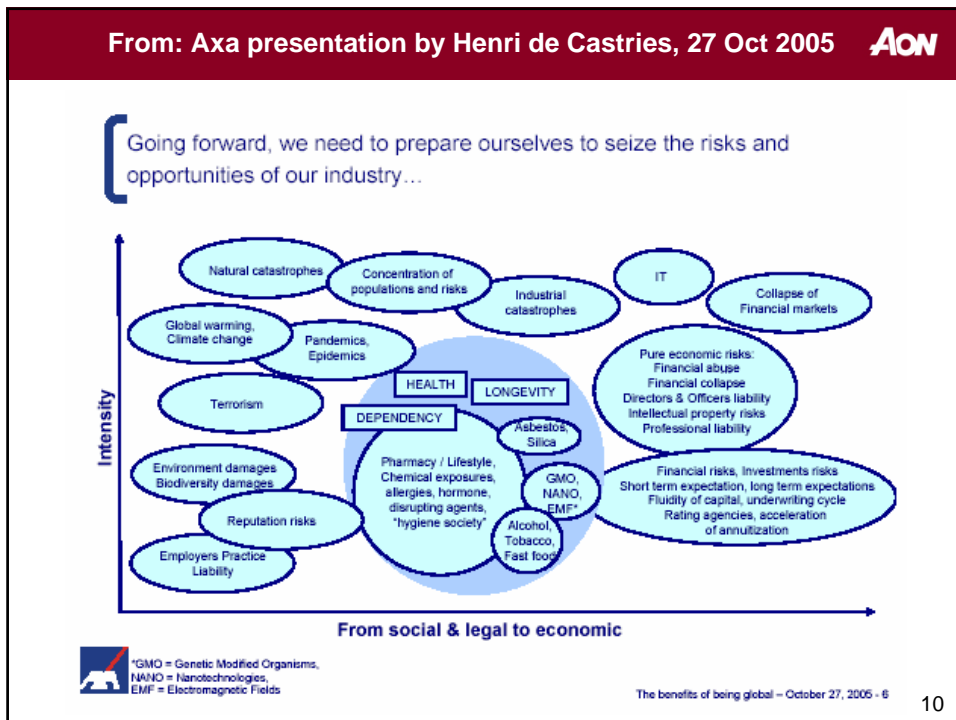 From: Axa presentation by Henri de Castries, 27 Oct 2005
AON
Going forward, we need to prepare ourselves to seize the risks and
opportunities of our industry…
Intensity
Natural catastrophes
Concentration of
populations and risks
Industrial
catastrophes
IT
Collapse of
Financial markets
Global warming,
Climate change
Pandemics,
Epidemics
Pure economic risks:
Financial abuse
Financial collapse
Directors & Officers liability
Intellectual property risks
Professional liability
HEALTH
LONGEVITY
DEPENDENCY
Terrorism
Asbestos,
Silica
Pharmacy / Lifestyle,
Chemical exposures,
allergies, hormone,
disrupting agents,
"hygiene society"
GMO,
NANO,
EMF*
Alcohol,
Tobacco,
Fast food
Environment damages
Biodiversity damages
Reputation risks
Employers Practice
Liability
Financial risks, Investments risks
Short term expectation, long term expectations
Fluidity of capital, underwriting cycle
Rating agencies, acceleration
of annuitization
From social & legal to economic
*GMO = Genetic Modified Organisms,
NANO = Nanotechnologies,
EMF = Electromagnetic Fields
The benefits of being global – October 27, 2005 - 6
10